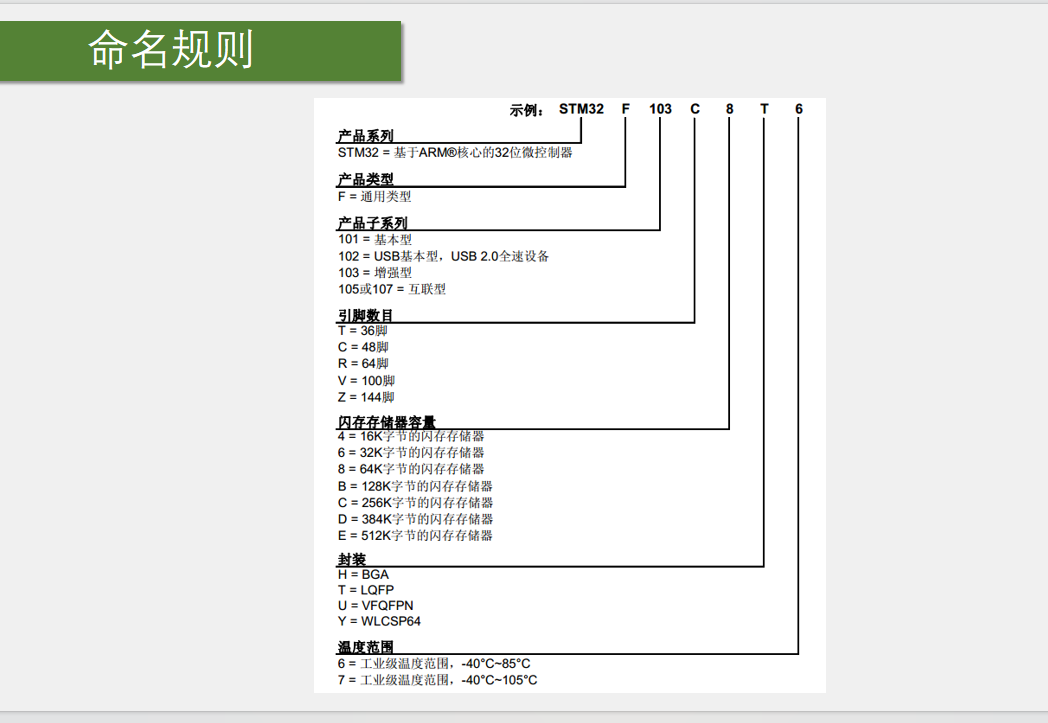 命名规则
示例： STM32 F 103 C 8 T 6
产品系列
STM32 = 基于ARM®核心的32位微控制器
产品类型
F = 通用类型
产品子系列
101 = 基本型
102 = USB基本型，USB 2.0全速设备
103 = 增强型
105或107 = 互联型
引脚数目
T = 36脚
C = 48脚
R = 64脚
V = 100脚
Z = 144脚
闪存存储器容量
4 = 16K字节的闪存存储器
6 = 32K字节的闪存存储器
8 = 64K字节的闪存存储器
B = 128K字节的闪存存储器
C = 256K字节的闪存存储器
D = 384K字节的闪存存储器
E = 512K字节的闪存存储器
封装
H = BGA
T = LQFP
U = VFQFPN
Y = WLCSP64
温度范围
6 = 工业级温度范围，-40°C~85°C
7 = 工业级温度范围，-40°C~105°C